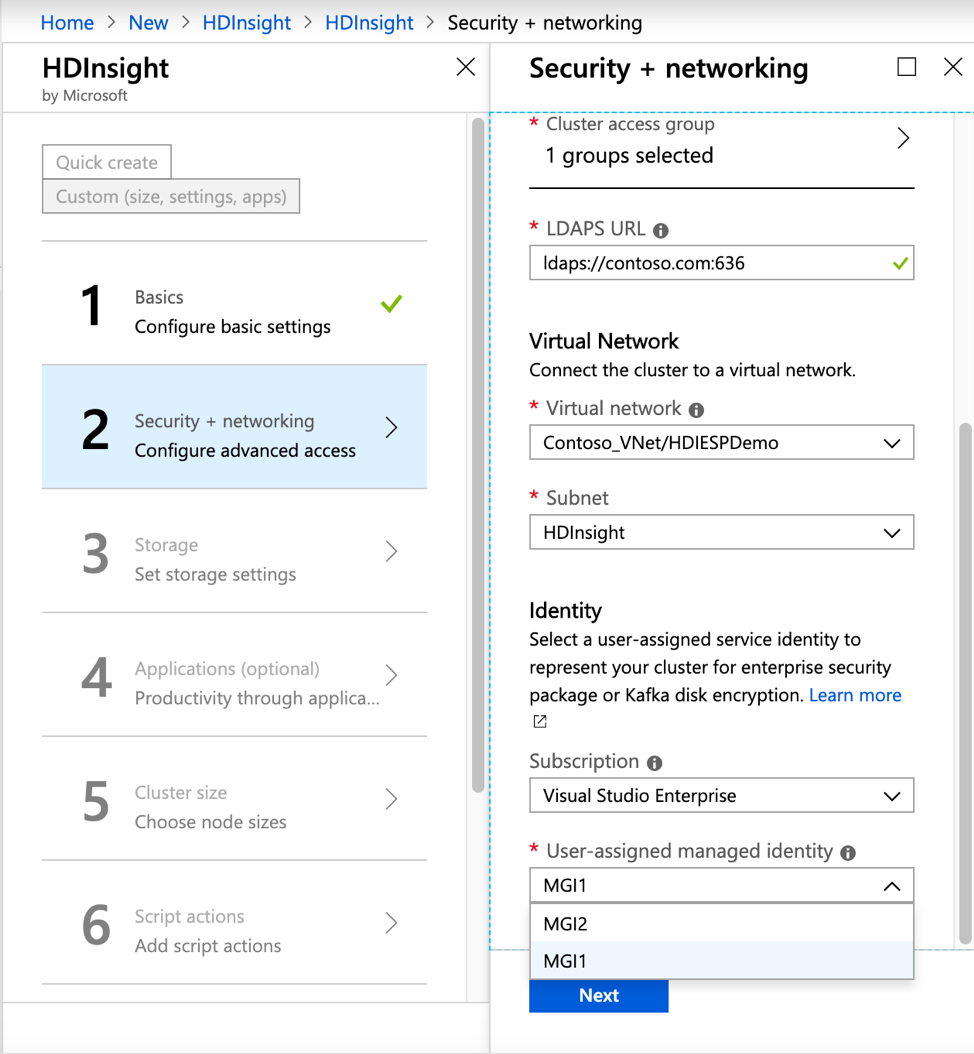 Home > New > HDInsight > HDInsight > Security + networking
HDInsight
by Microsoft
Quick create
Custom (size, settings, apps)
1
Basics
Configure basic settings
2
Security + networking
Configure advanced access
3
Storage
Set storage settings
4
Applications (optional)
Productivity through applica...
5
Cluster size
Choose node sizes
6
Script actions
Add script actions
Security + networking
* Cluster access group
1 groups selected
* LDAPS URL
ldaps://contoso.com:636
Virtual Network
Connect the cluster to a virtual network.
* Virtual network
Contoso_VNet/HDIESPDemo
* Subnet
HDInsight
Identity
Select a user-assigned service identity to
represent your cluster for enterprise security
package or Kafka disk encryption. Learn more
Subscription
Visual Studio Enterprise
* User-assigned managed identity
MGI1
MGI2
MGI1
Next